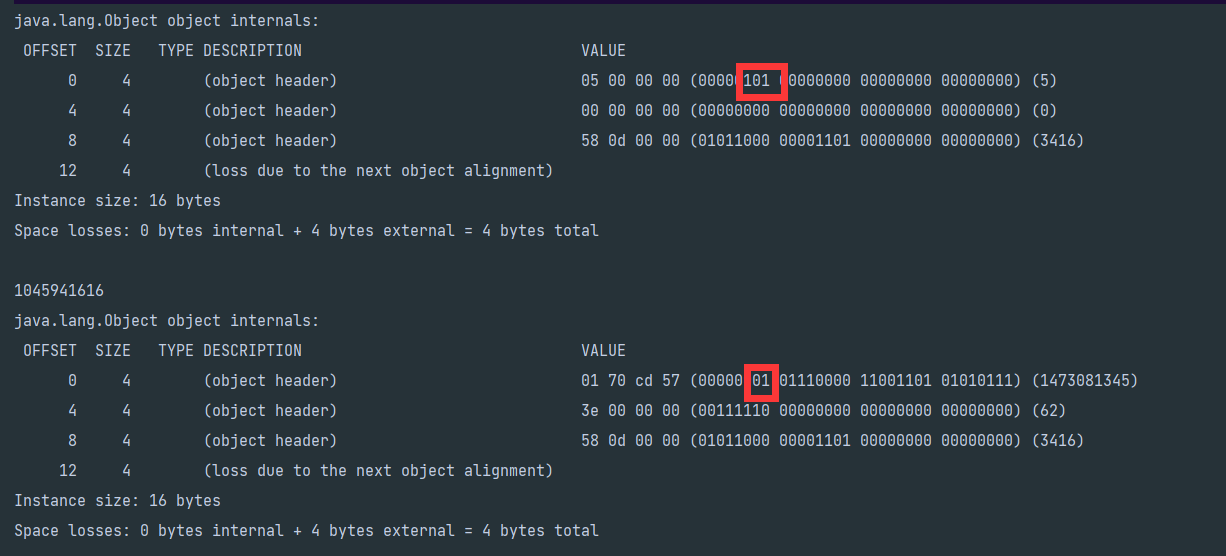 java.lang.Object object internals:
OFFSET  SIZE   TYPE DESCRIPTION                               VALUE
0     4        (object header)                           05 00 00 00 (00000101 00000000 00000000 00000000) (5)
4     4        (object header)                           00 00 00 00 (00000000 00000000 00000000 00000000) (0)
8     4        (object header)                           58 0d 00 00 (01011000 00001101 00000000 00000000) (3416)
12     4        (loss due to the next object alignment)
Instance size: 16 bytes
Space losses: 0 bytes internal + 4 bytes external = 4 bytes total
1045941616
java.lang.Object object internals:
OFFSET  SIZE   TYPE DESCRIPTION                               VALUE
0     4        (object header)                           01 70 cd 57 (00000001 01110000 11001101 01010111) (1473081345)
4     4        (object header)                           3e 00 00 00 (00111110 00000000 00000000 00000000) (62)
8     4        (object header)                           58 0d 00 00 (01011000 00001101 00000000 00000000) (3416)
12     4        (loss due to the next object alignment)
Instance size: 16 bytes
Space losses: 0 bytes internal + 4 bytes external = 4 bytes total